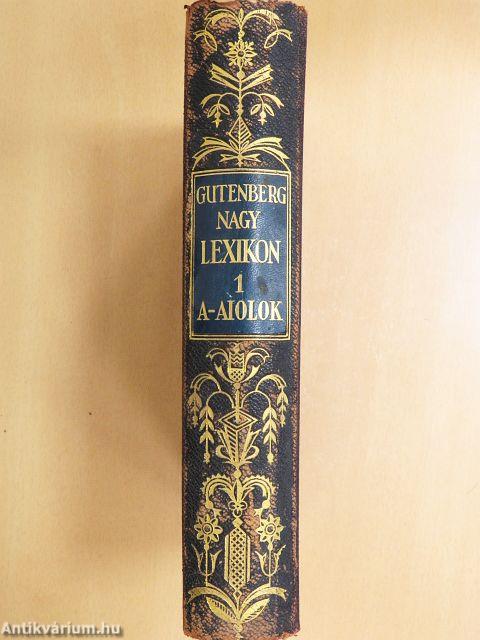 GUTENBERG
NAGY
LEXIKON
1
A-AIOLOK
Antikvárium.hu